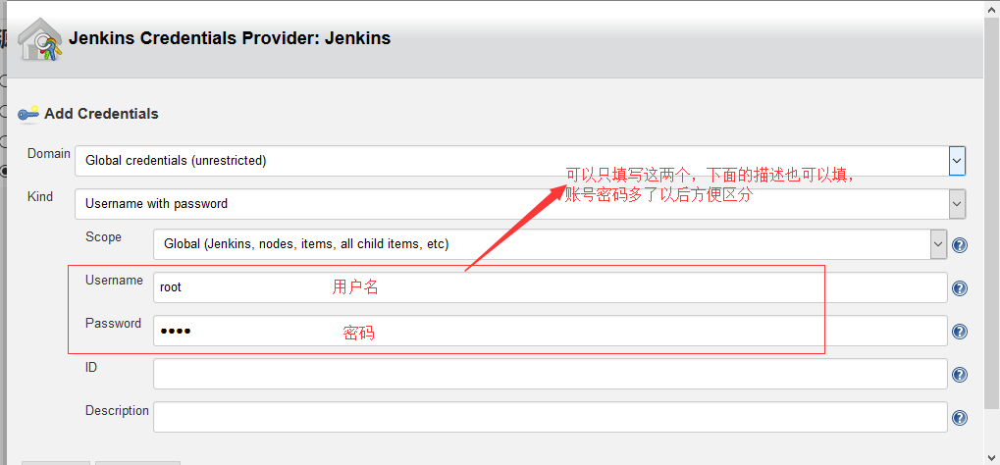 源
Jenkins Credentials Provider: Jenkins
Add Credentials
Domain
Global credentials (unrestricted)
可以只填写这两个，下面的描述也可以填，
账号密码多了以后方便区分
Kind
Username with password
Scope
Global (Jenkins, nodes, items, all child items, etc)
Username
root
用户名
Password
••••
密码
ID
Description